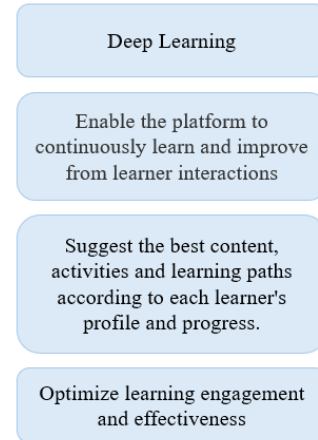 Deep Learning
Enable the platform to
continuously learn and improve
from learner interactions
Suggest the best content,
activities and learning paths
according to each learner's
profile and progress.
Optimize learning engagement
and effectiveness